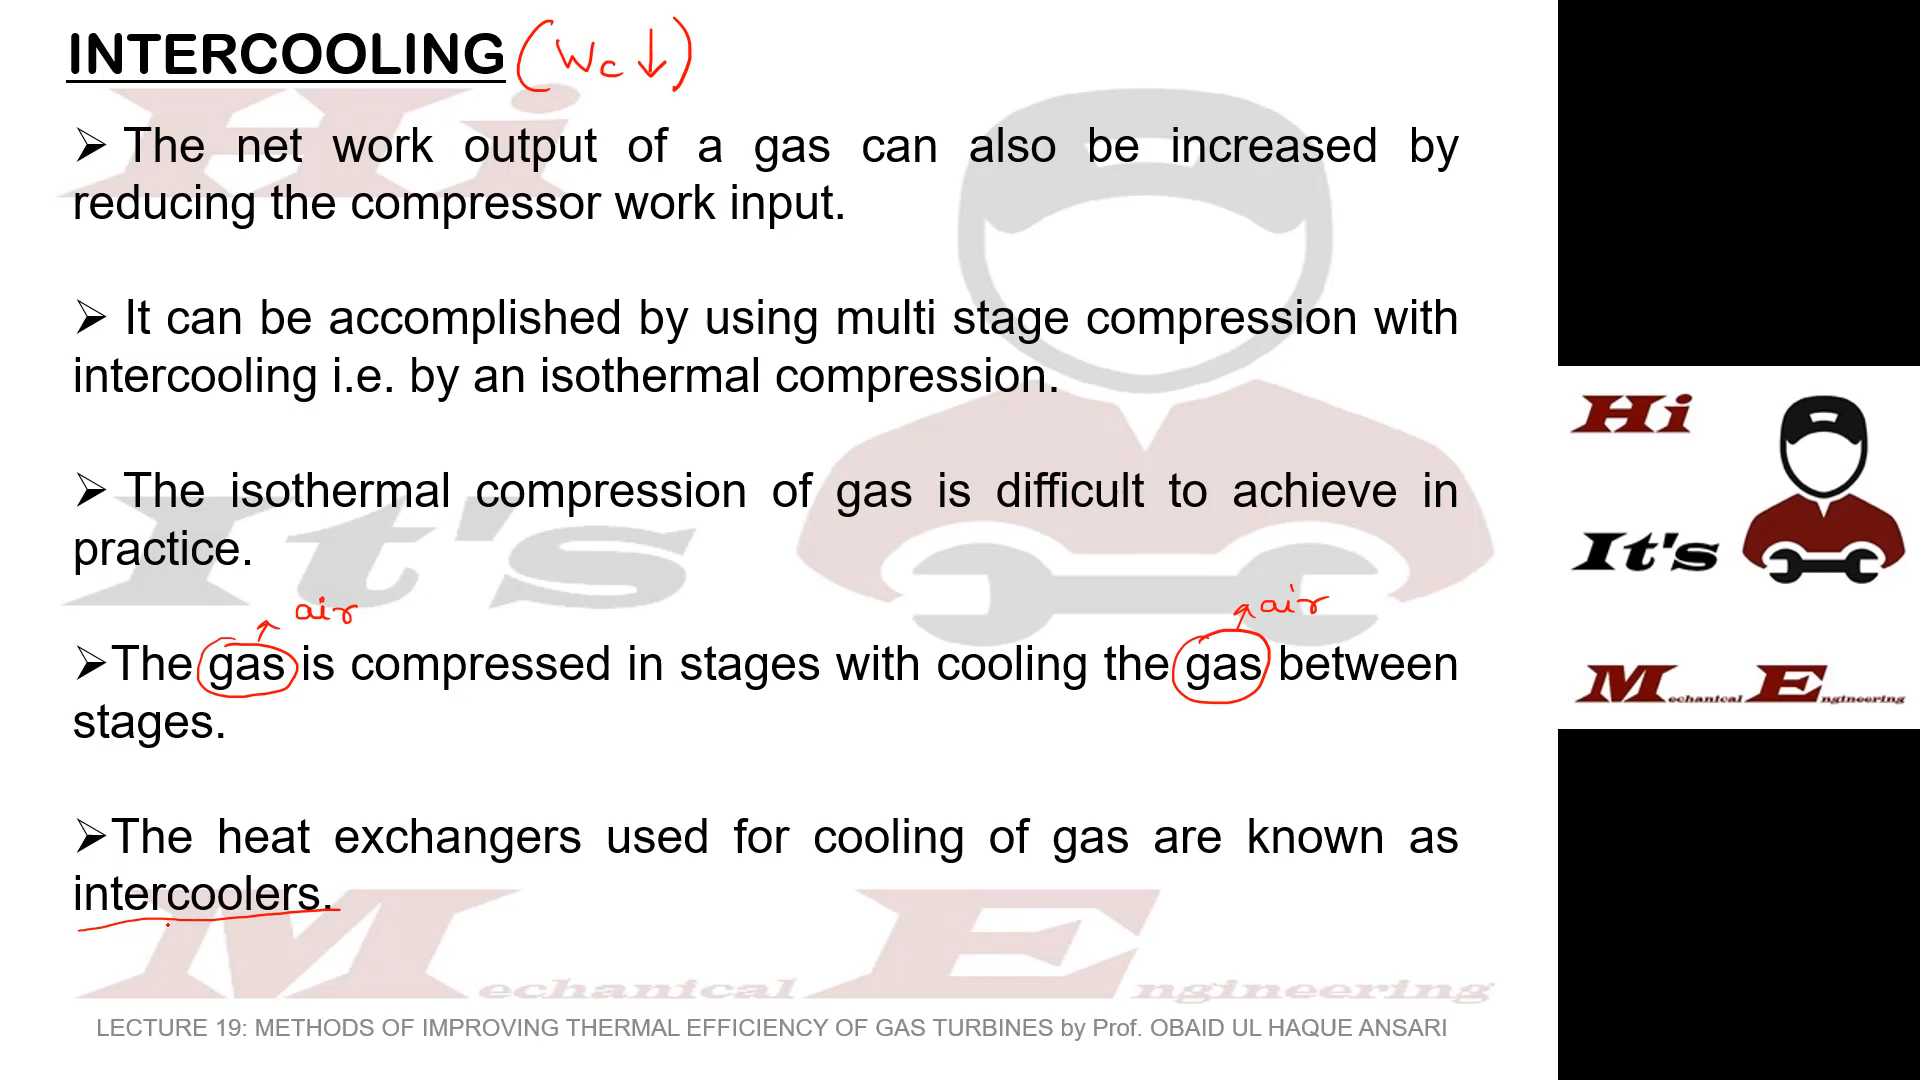 INTERCOOLING (Wc ↓)
➢ The net work output of a gas can also be increased by
reducing the compressor work input.
➢ It can be accomplished by using multi stage compression with
intercooling i.e. by an isothermal compression.
➢ The isothermal compression of gas is difficult to achieve in
practice.
air air
➢The gas is compressed in stages with cooling the gas between
stages.
➢The heat exchangers used for cooling of gas are known as
intercoolers.
LECTURE 19: METHODS OF IMPROVING THERMAL EFFICIENCY OF GAS TURBINES by Prof. OBAID UL HAQUE ANSARI
Hi
It's
Mechanical Engineering
Hi
It's
Mechanical Engineering